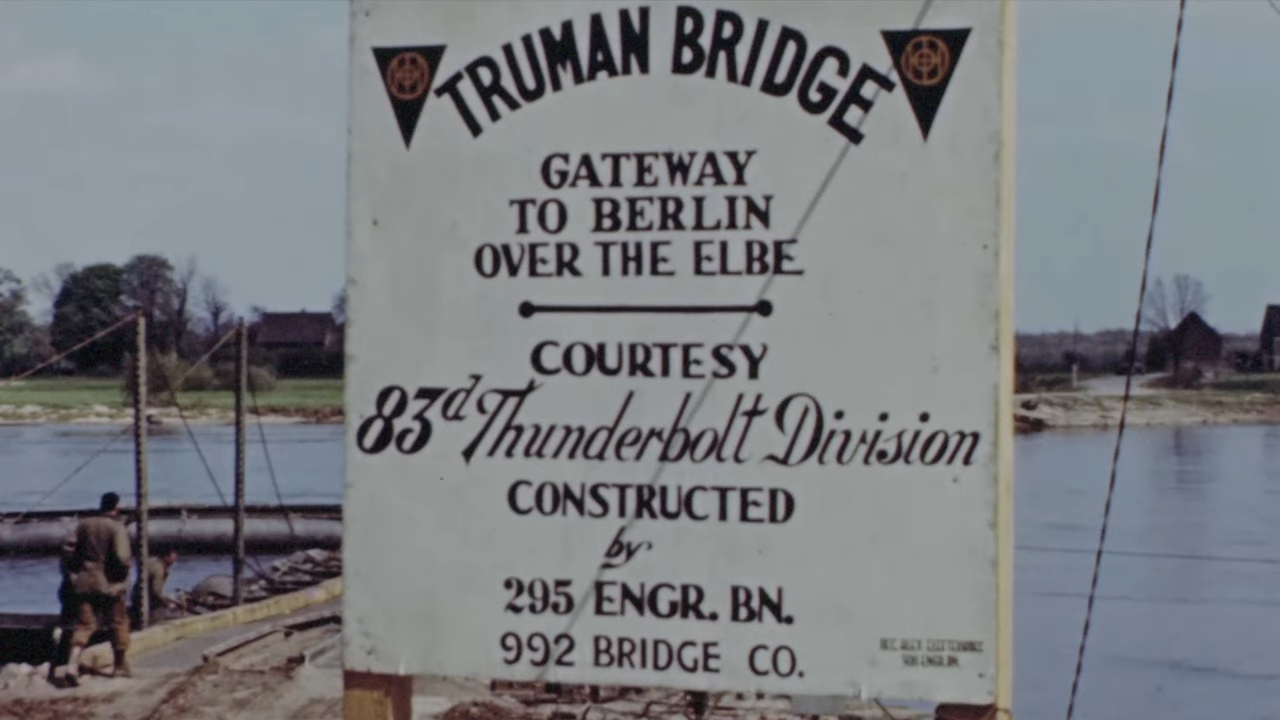 TRUMAN BRIDGE
GATEWAY
TO BERLIN
OVER THE ELBE
COURTESY
83d Thunderbolt Division
CONSTRUCTED
by
295 ENGR. BN.
992 BRIDGE CO.